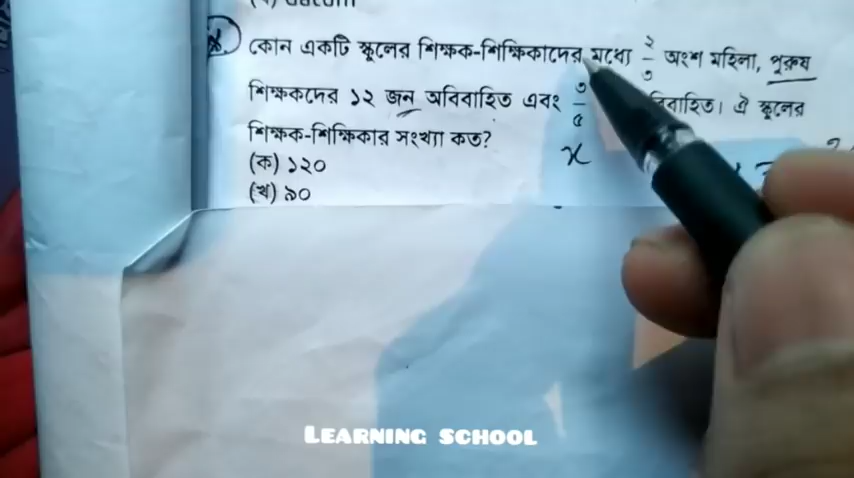 কোন একটি স্কুলের শিক্ষক-শিক্ষিকাদের মধ্যে ২/৩ অংশ মহিলা, পুরুষ
শিক্ষকদের ১২ জন অবিবাহিত এবং ৩/৫ বিবাহিত। ঐ স্কুলের
শিক্ষক-শিক্ষিকার সংখ্যা কত?
x
(ক) ১২০
(খ) ৯০
LEARNING SCHOOL